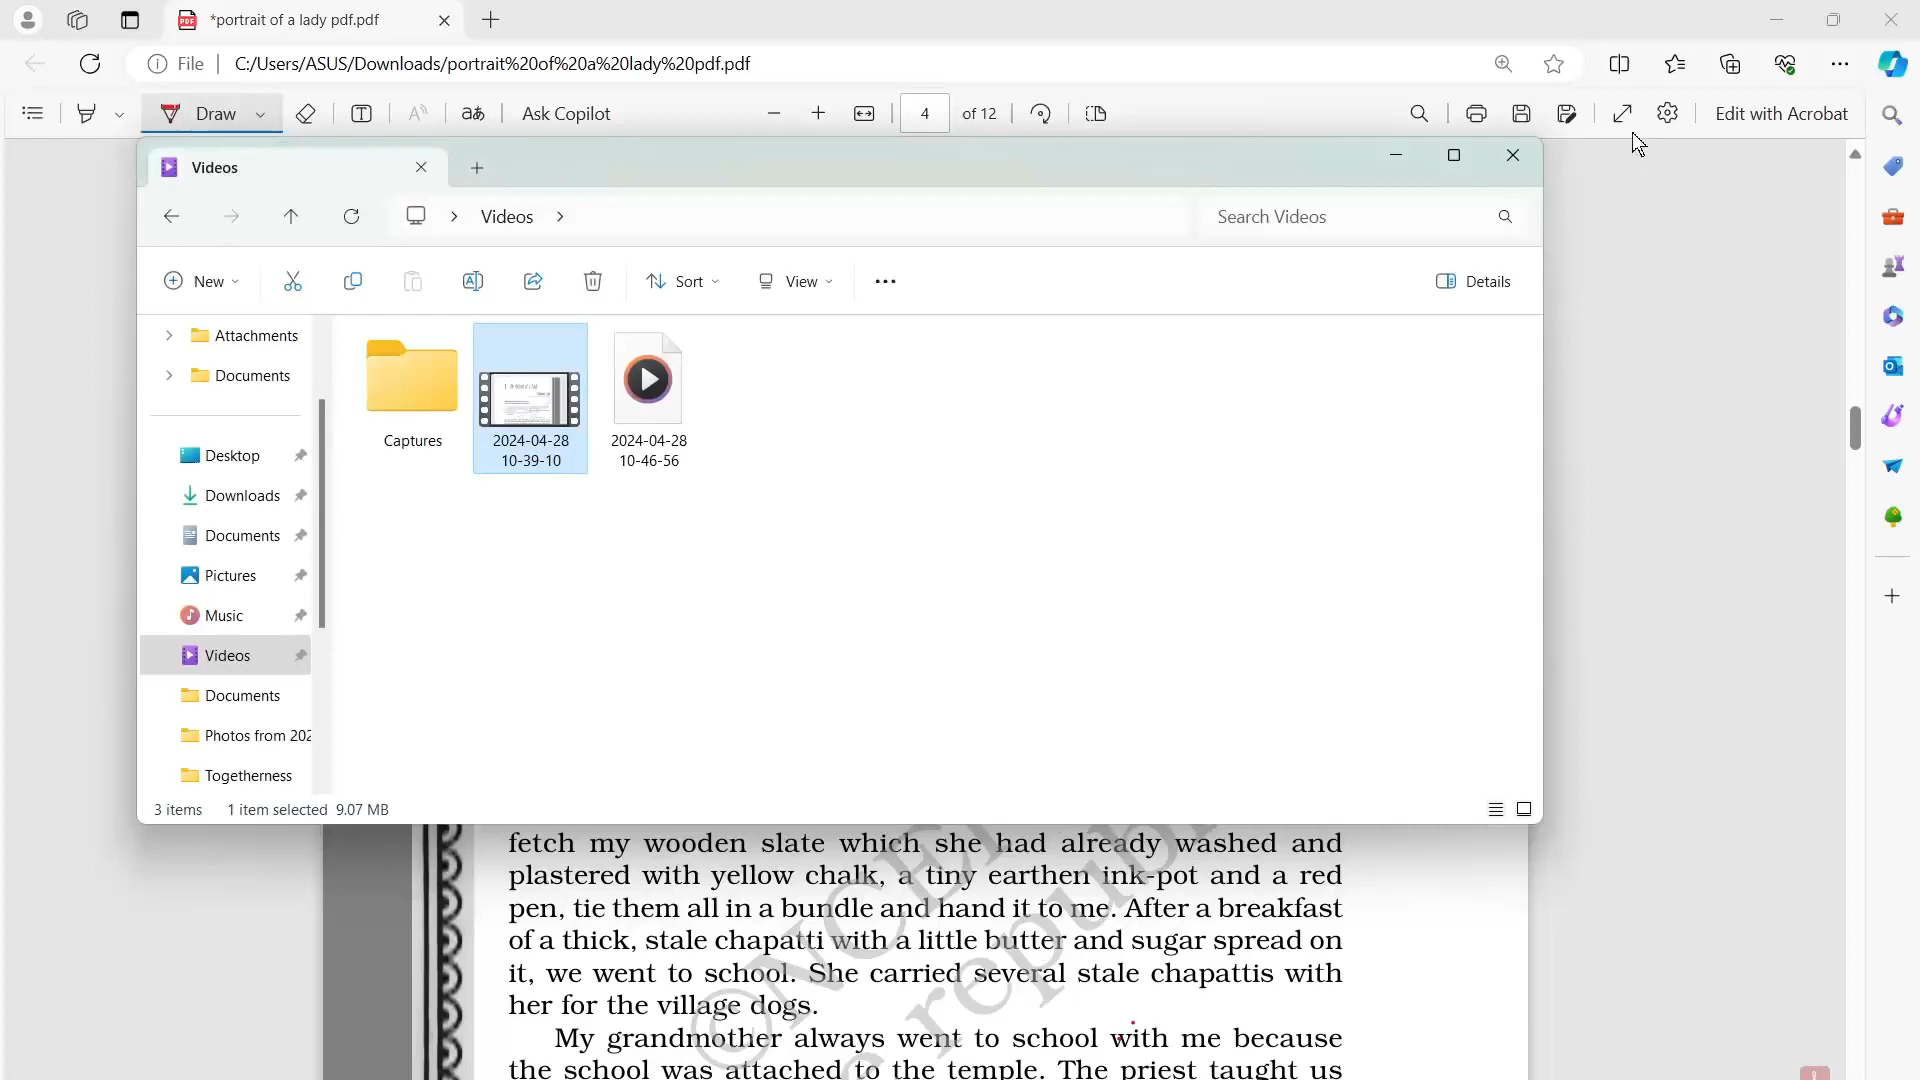 *portrait of a lady pdf.pdf
File
C:/Users/ASUS/Downloads/portrait%20of%20a%20lady%20pdf.pdf
Draw
Ask Copilot
4 of 12
Edit with Acrobat
Videos
Videos
Search Videos
New
Sort
View
Details
Attachments
Documents
Desktop
Downloads
Documents
Pictures
Music
Videos
Documents
Photos from 202
Togetherness
Captures
2024-04-28
10-39-10
2024-04-28
10-46-56
3 items 1 item selected 9.07 MB
fetch my wooden slate which she had already washed and
plastered with yellow chalk, a tiny earthen ink-pot and a red
pen, tie them all in a bundle and hand it to me. After a breakfast
of a thick, stale chapatti with a little butter and sugar spread on
it, we went to school. She carried several stale chapattis with
her for the village dogs.
My grandmother always went to school with me because
the school was attached to the temple. The priest taught us